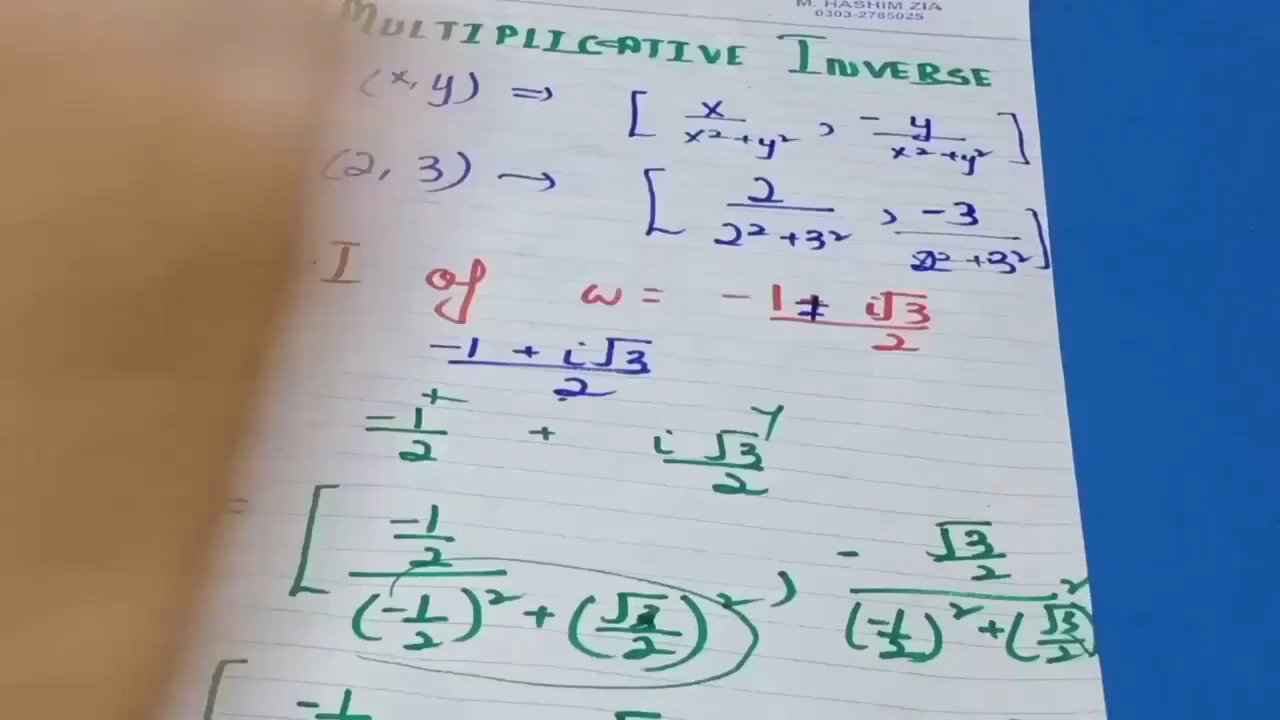 M. HASHIM ZIA
0303-2785025
MULTIPLICATIVE INVERSE
(x, y) ⇒ [ x / x² + y² , - y / x² + y² ]
(2, 3) → [ 2 / 2² + 3² , -3 / 2² + 3² ]
I of ω = -1 ± i√3 / 2
-1 + i√3 / 2
-1 / 2 + i √3 / 2
= [ -1/2 / (-1/2)² + (√3/2)² , - √3/2 / (-1/2)² + (√3/2)²
[ -1